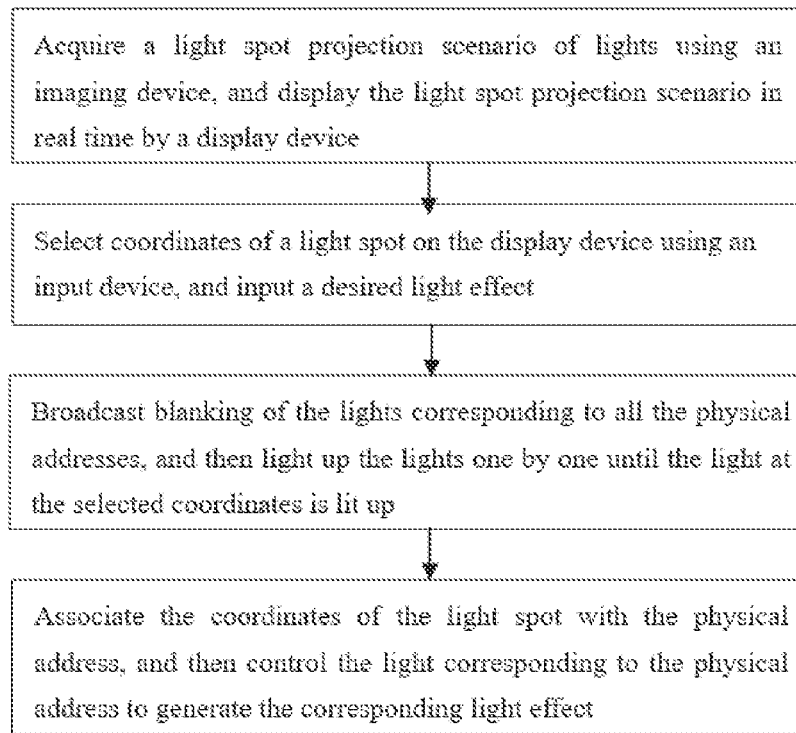 Acquire a light spot projection scenario of lights using an
imaging device, and display the light spot projection scenario in
real time by a display device
Select coordinates of a light spot on the display device using an
input device, and input a desired light effect
Broadcast blanking of the lights corresponding to all the physical
addresses, and then light up the lights one by one until the light at
the selected coordinates is lit up
Associate the coordinates of the light spot with the physical
address, and then control the light corresponding to the physical
address to generate the corresponding light effect